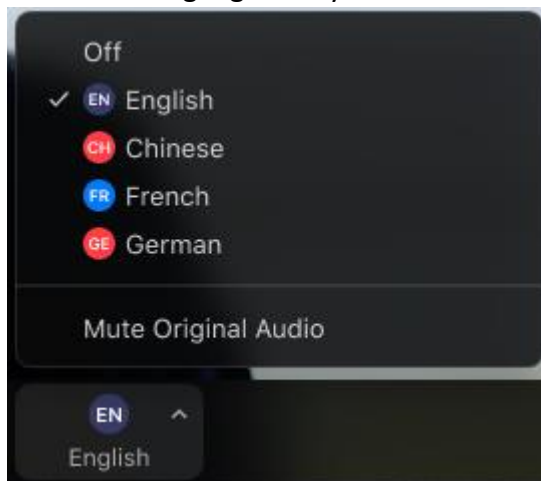 Off
EN English
CH Chinese
FR French
GE German
Mute Original Audio
EN
English